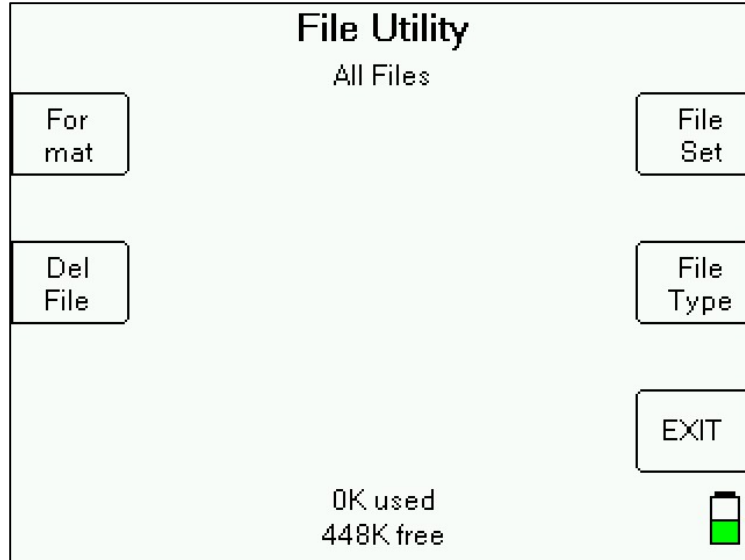 File Utility
All Files
For
mat
File
Set
Del
File
File
Type
EXIT
0K used
448K free